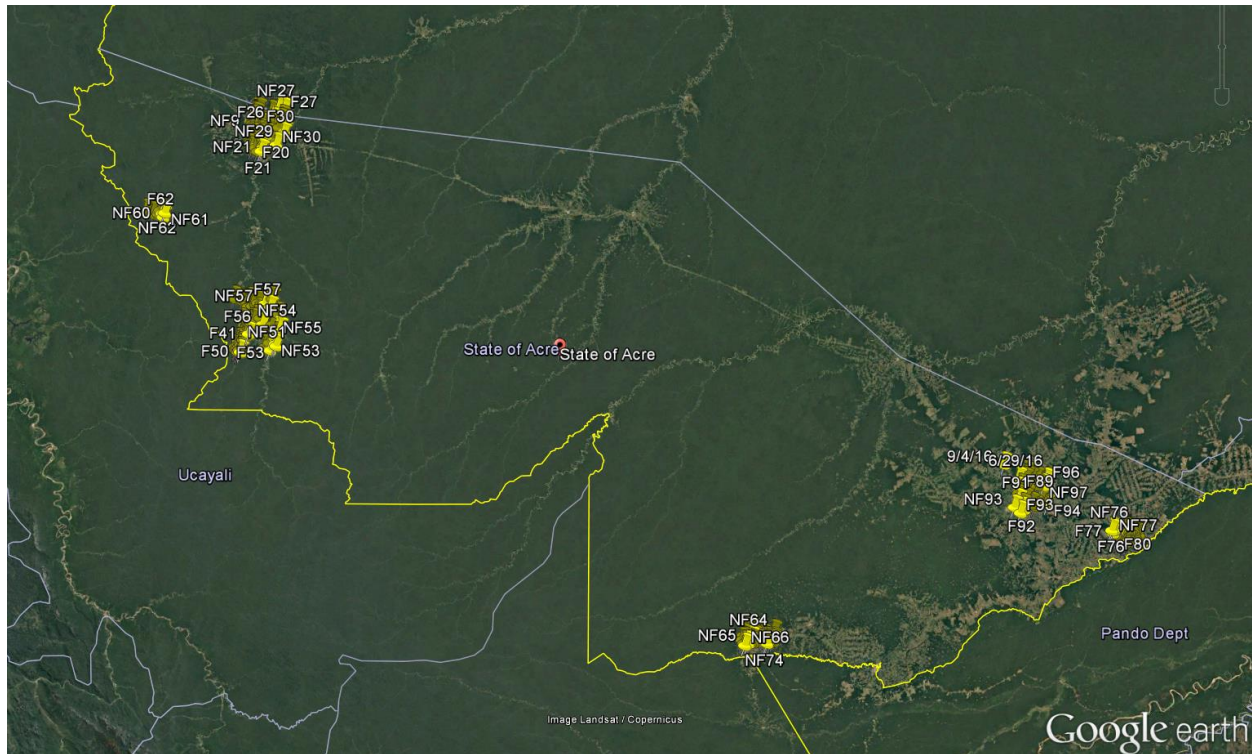 NF27
F27
F26
F30
NF9
NF29
NF30
NF21
F20
F21
F62
NF60
NF61
NF62
NF57
F57
F56
NF54
F41
NF51
NF55
F50
F53
NF53
State of Acre
State of Acre
Ucayali
9/4/16
6/29/16
F96
F91
F89
NF93
NF97
F93
F94
F92
NF76
F77
NF77
F76
F80
NF64
NF65
NF66
NF74
Pando Dept
Image Landsat / Copernicus
Google earth